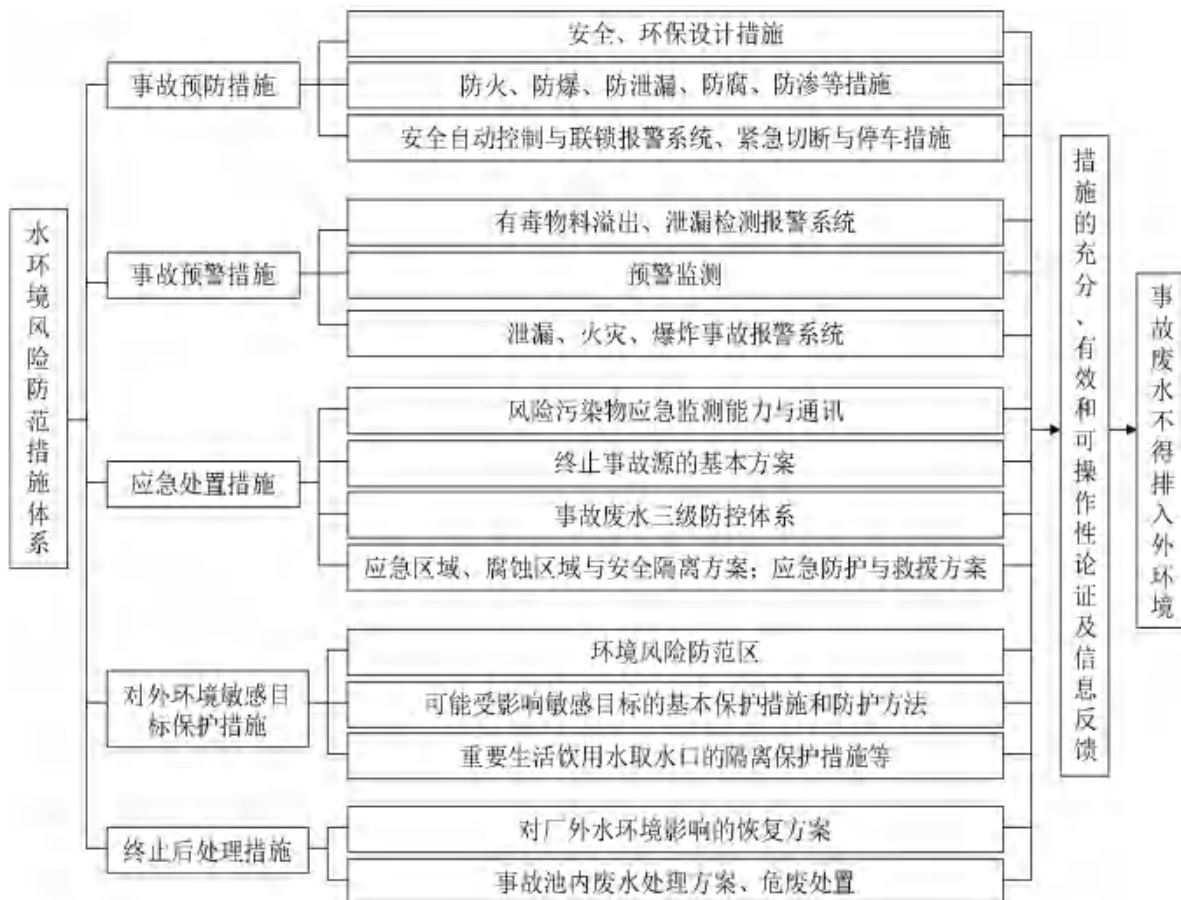 水环境风险防范措施体系
事故预防措施
安全、环保设计措施
防火、防爆、防泄漏、防腐、防渗等措施
安全自动控制与联锁报警系统、紧急切断与停车措施
事故预警措施
有毒物料溢出、泄漏检测报警系统
预警监测
泄漏、火灾、爆炸事故报警系统
应急处置措施
风险污染物应急监测能力与通讯
终止事故源的基本方案
事故废水三级防控体系
应急区域、腐蚀区域与安全隔离方案；应急防护与救援方案
对外环境敏感目
标保护措施
环境风险防范区
可能受影响敏感目标的基本保护措施和防护方法
重要生活饮用水取水口的隔离保护措施等
终止后处理措施
对厂外水环境影响的恢复方案
事故池内废水处理方案、危废处置
措施的充分、有效和可操作性论证及信息反馈
事故废水不得排入外环境